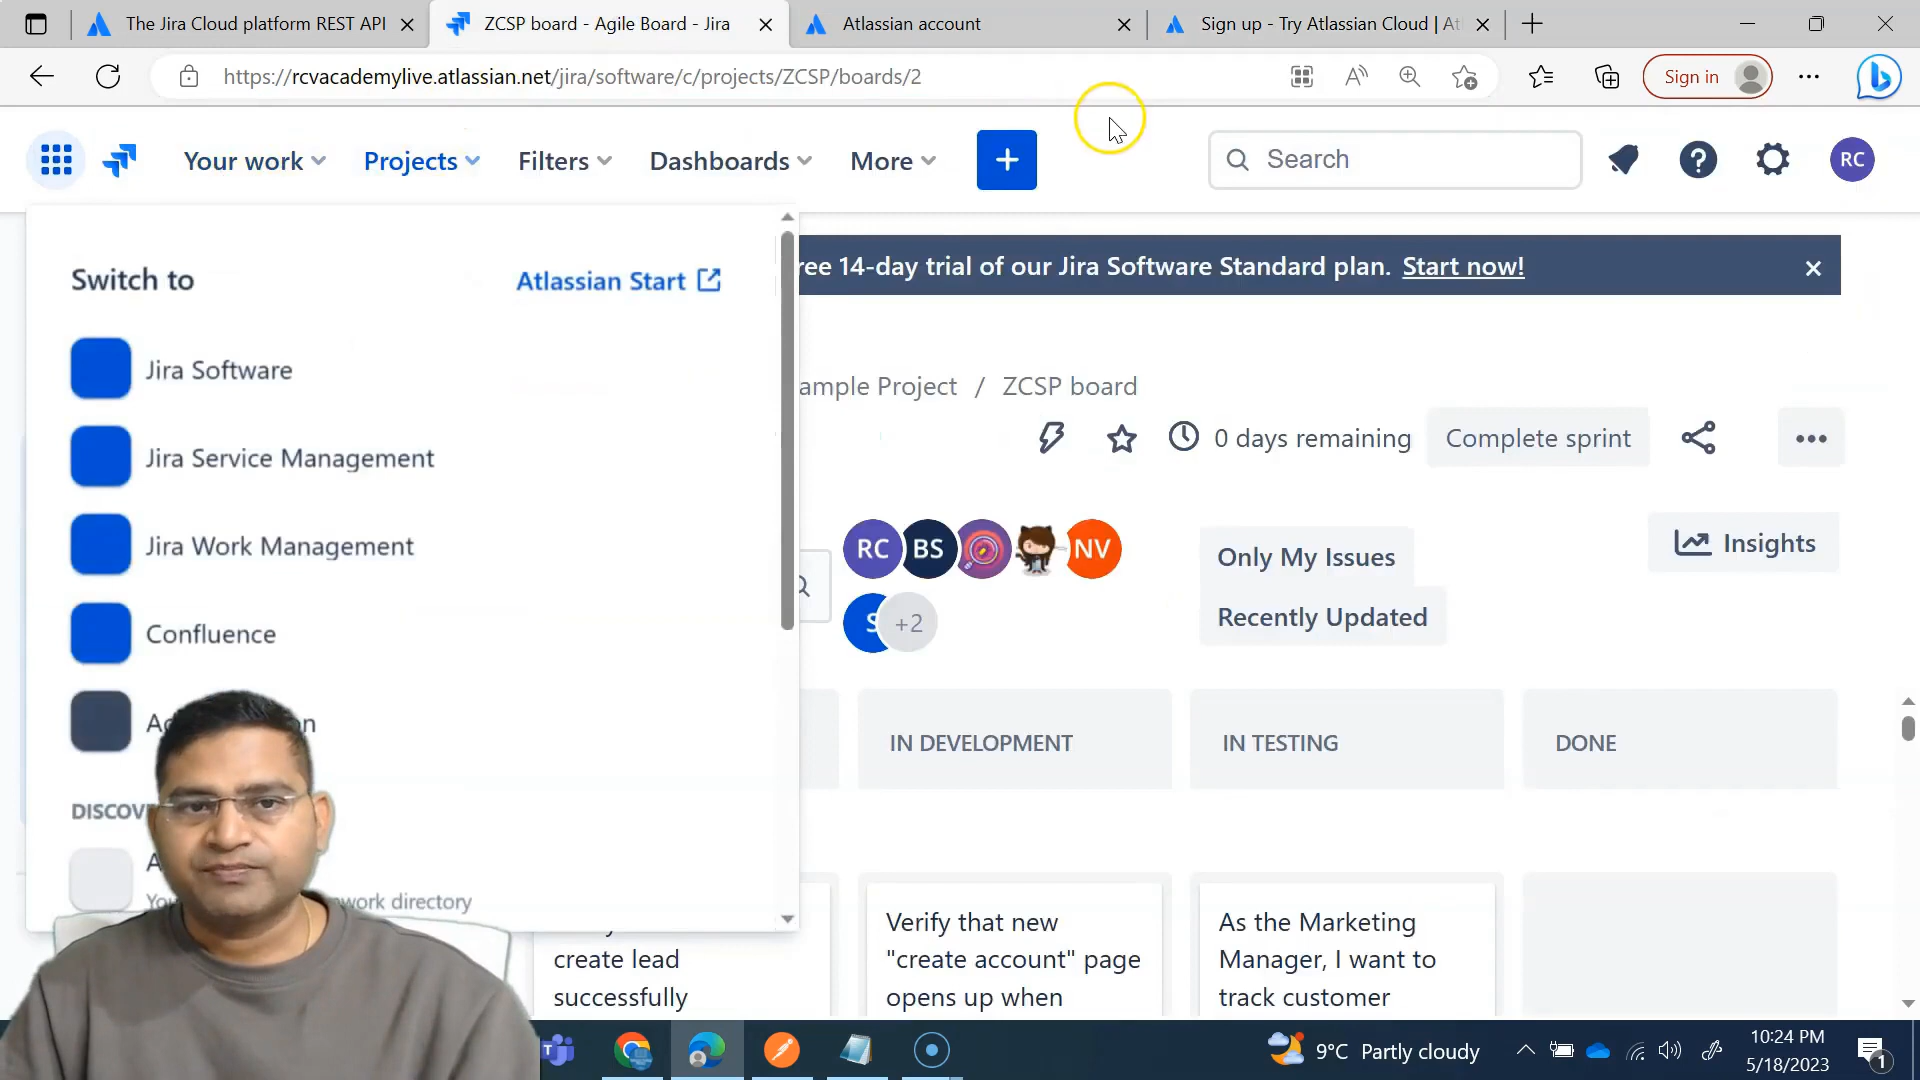 The Jira Cloud platform REST API
ZCSP board - Agile Board - Jira
Atlassian account
Sign up - Try Atlassian Cloud | At
https://rcvacademylive.atlassian.net/jira/software/c/projects/ZCSP/boards/2
Sign in
Your work
Projects
Filters
Dashboards
More
Search
RC
Switch to
Atlassian Start
ree 14-day trial of our Jira Software Standard plan. Start now!
Jira Software
Jira Service Management
Jira Work Management
Confluence
DISCOV
work directory
ample Project / ZCSP board
0 days remaining
Complete sprint
RC
BS
NV
S
+2
Only My Issues
Recently Updated
Insights
IN DEVELOPMENT
IN TESTING
DONE
create lead
successfully
Verify that new
"create account" page
opens up when
As the Marketing
Manager, I want to
track customer
9°C Partly cloudy
10:24 PM
5/18/2023
1